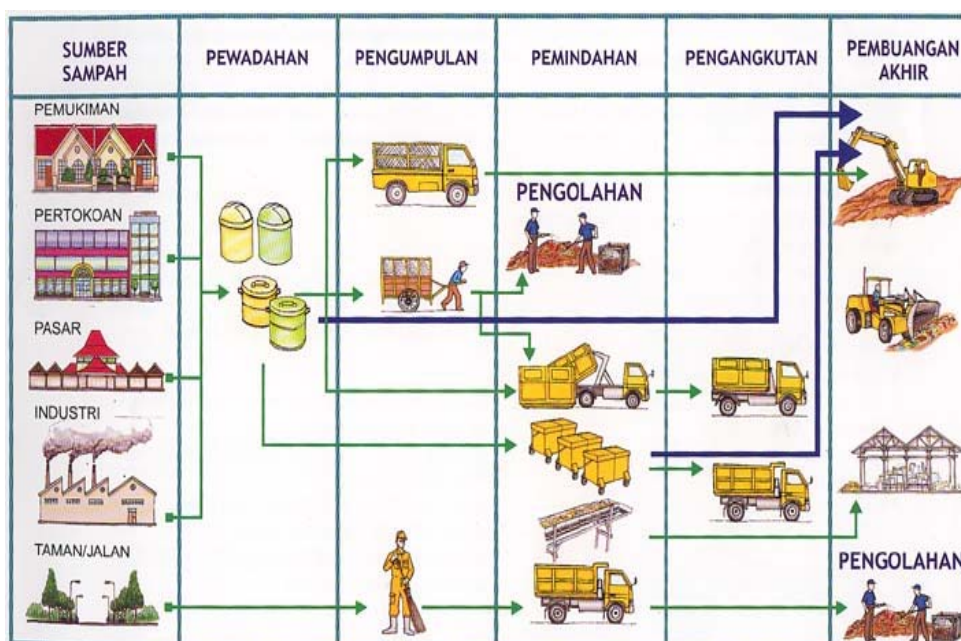 SUMBER
SAMPAH
PEWADAHAN
PENGUMPULAN
PEMINDAHAN
PENGANGKUTAN
PEMBUANGAN
AKHIR
PEMUKIMAN
PERTOKOAN
PASAR
INDUSTRI
TAMAN/JALAN
PENGOLAHAN
PENGOLAHAN